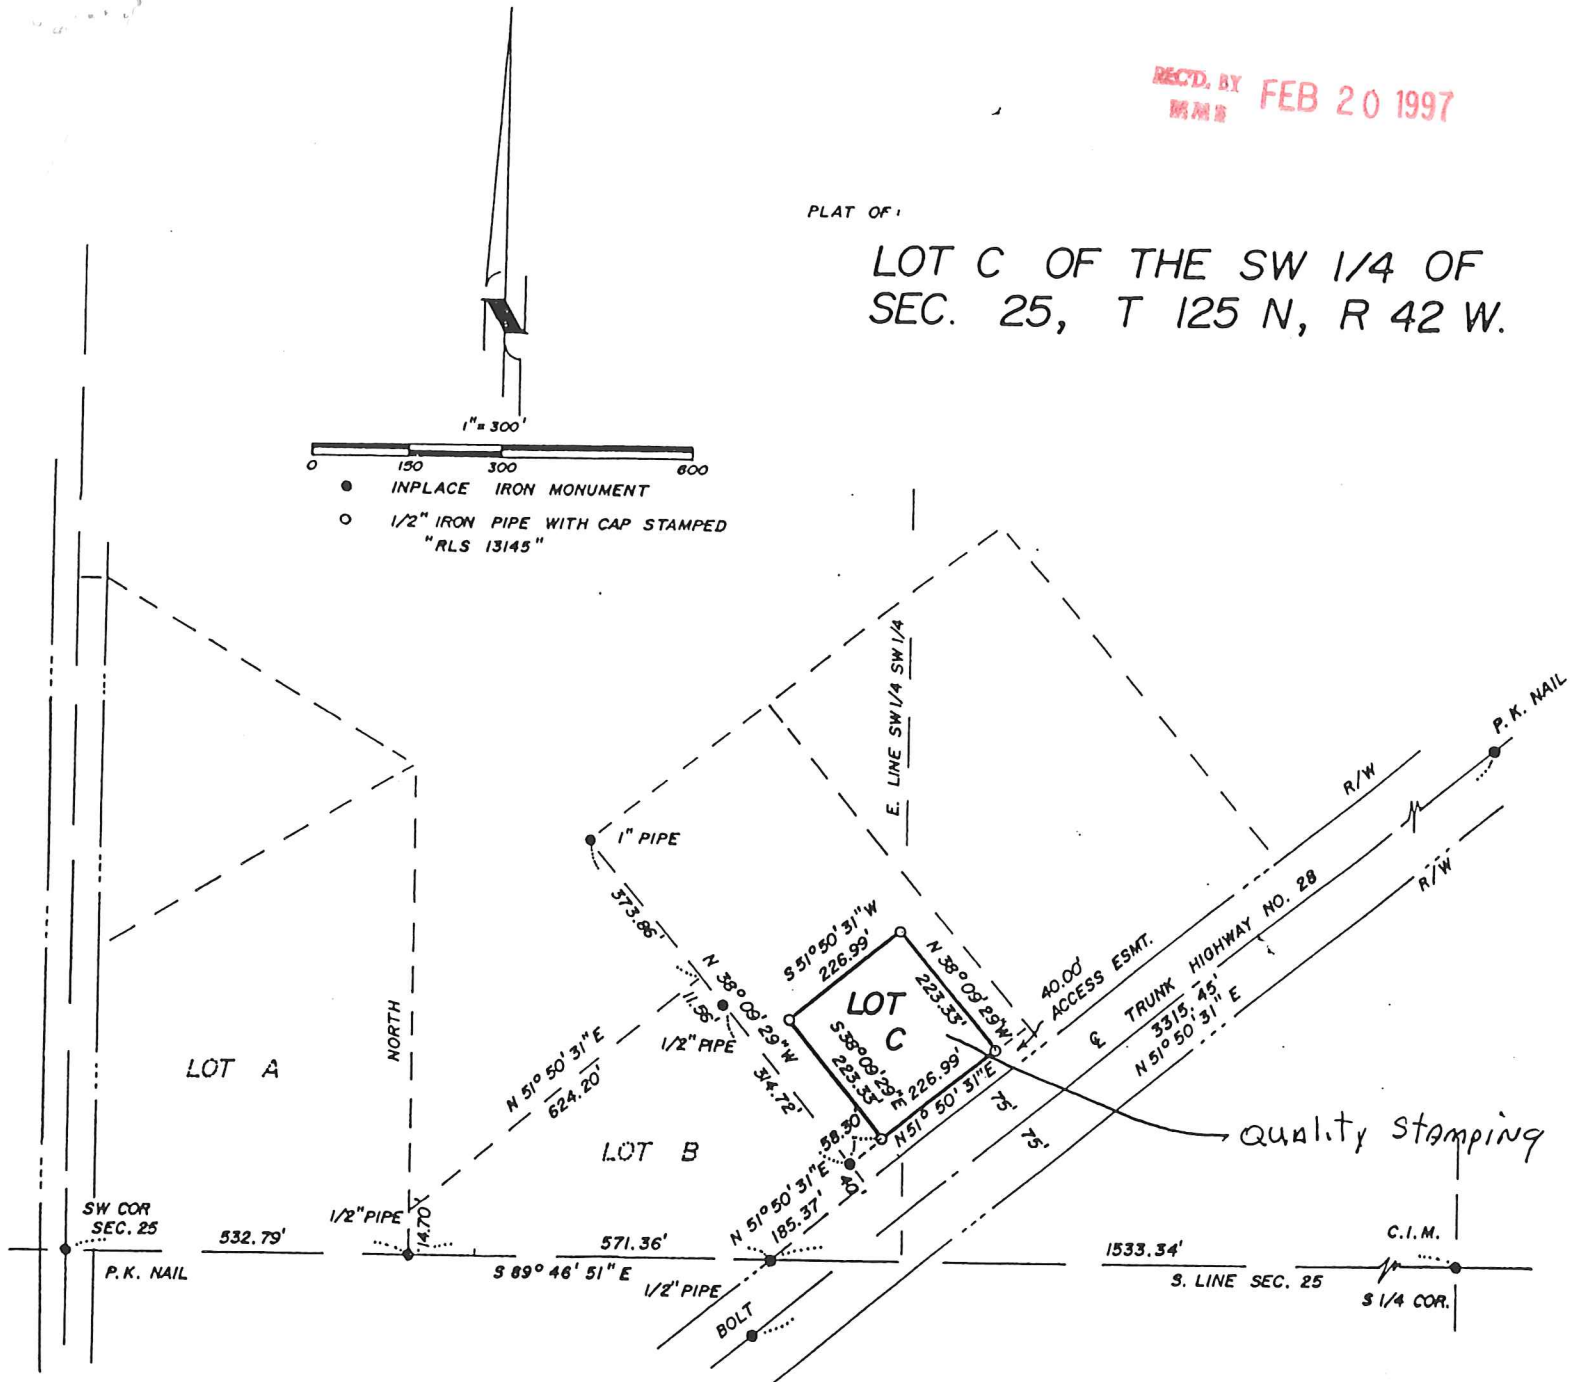 REC'D. BY FEB 20 1997
PLAT OF:
LOT C OF THE SW 1/4 OF
SEC. 25, T 125 N, R 42 W.
1"= 300'
0 150 300 600
INPLACE IRON MONUMENT
1/2" IRON PIPE WITH CAP STAMPED
"RLS 13145"
E. LINE SW 1/4 SW 1/4
P.K. NAIL
R/W
R/W
1" PIPE
373.86'
N 38°09'29"W
11.56'
1/2" PIPE
314.72'
S 51°50'31"W
226.99'
N 38°09'29"W
223.33'
LOT
C
S 38°09'29"E
223.33'
226.99'
N 51°50'31"E
40.00'
ACCESS ESMT.
℄ TRUNK HIGHWAY NO. 28
3315.45'
N 51°50'31"E
75'
75'
Quality Stamping
NORTH
LOT A
N 51°50'31"E
624.20'
LOT B
58.30'
40'
N 51°50'31"E
185.37'
SW COR
SEC. 25
P.K. NAIL
532.79'
1/2" PIPE
14.70'
571.36'
S 89°46'51"E
1/2" PIPE
BOLT
1533.34'
S. LINE SEC. 25
C.I.M.
S 1/4 COR.